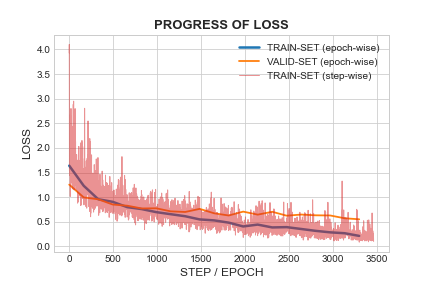 PROGRESS OF LOSS
TRAIN-SET (epoch-wise)
VALID-SET (epoch-wise)
TRAIN-SET (step-wise)
LOSS
4.0
3.5
3.0
2.5
2.0
1.5
1.0
0.5
0.0
0 500 1000 1500 2000 2500 3000 3500
STEP / EPOCH